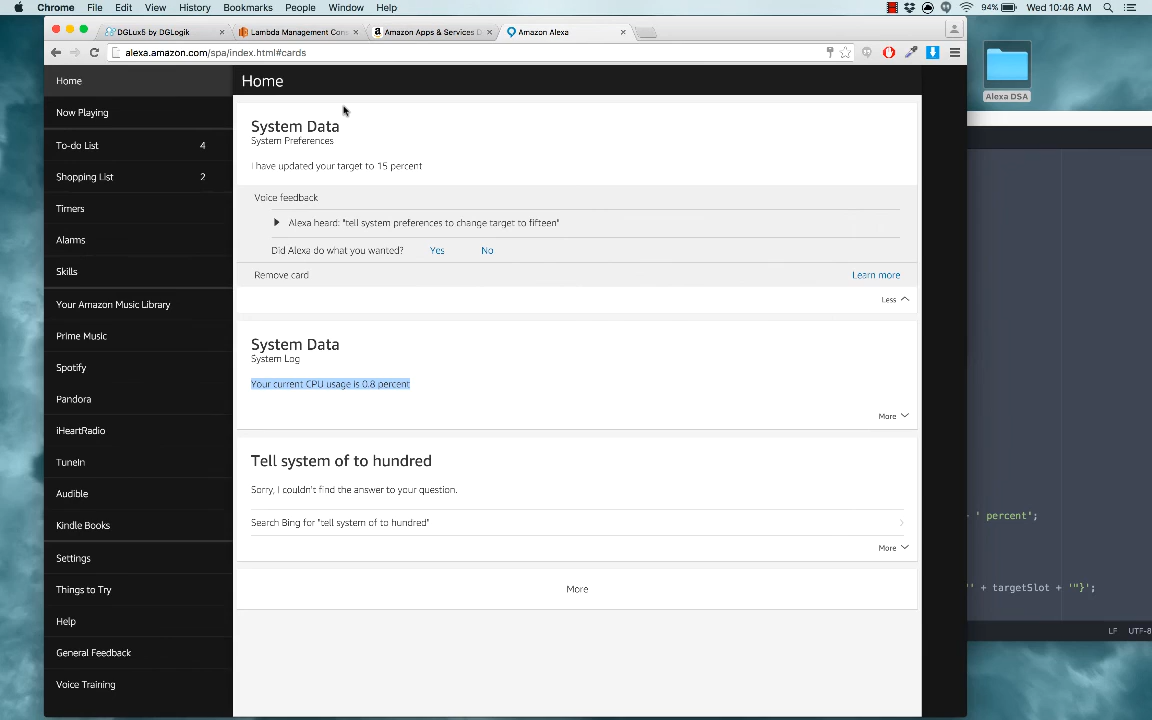 Chrome File Edit View History Bookmarks People Window Help 94% Wed 10:46 AM
DGLux5 by DGLogik Lambda Management Con Amazon Apps & Services D Amazon Alexa
alexa.amazon.com/spa/index.html#cards
Alexa DSA
Home
Now Playing
To-do List 4
Shopping List 2
Timers
Alarms
Skills
Your Amazon Music Library
Prime Music
Spotify
Pandora
iHeartRadio
TuneIn
Audible
Kindle Books
Settings
Things to Try
Help
General Feedback
Voice Training
Home
System Data
System Preferences
I have updated your target to 15 percent
Voice feedback
Alexa heard: "tell system preferences to change target to fifteen"
Did Alexa do what you wanted? Yes No
Remove card Learn more
Less
System Data
System Log
Your current CPU usage is 0.8 percent
More
Tell system of to hundred
Sorry, I couldn't find the answer to your question.
Search Bing for "tell system of to hundred"
More
More
' percent';
+ targetSlot + '"}';
LF UTF-8